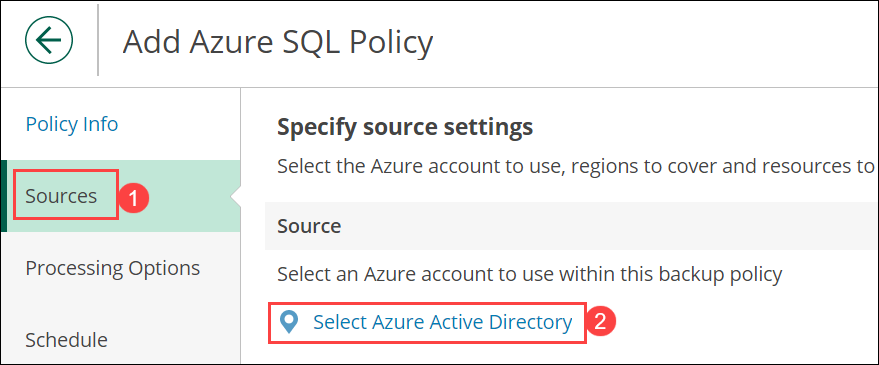 Add Azure SQL Policy
Policy Info
Sources
1
Processing Options
Schedule
Specify source settings
Select the Azure account to use, regions to cover and resources to
Source
Select an Azure account to use within this backup policy
Select Azure Active Directory
2